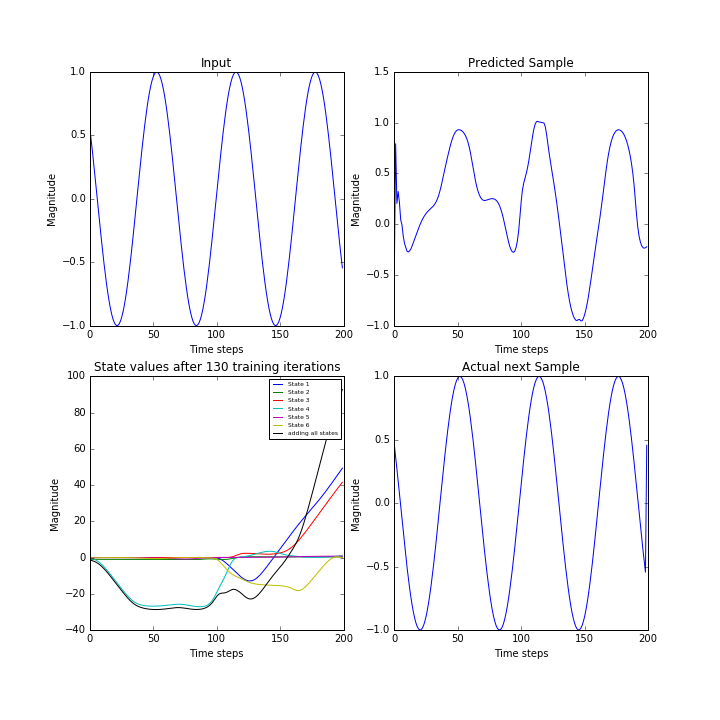 Input
Magnitude
1.0
0.5
0.0
−0.5
−1.0
0
50
100
150
200
Time steps
Predicted Sample
Magnitude
1.5
1.0
0.5
0.0
−0.5
−1.0
0
50
100
150
200
Time steps
State values after 130 training iterations
Magnitude
100
80
60
40
20
0
−20
−40
0
50
100
150
200
Time steps
State 1
State 2
State 3
State 4
State 5
State 6
adding all states
Actual next Sample
Magnitude
1.0
0.5
0.0
−0.5
−1.0
0
50
100
150
200
Time steps